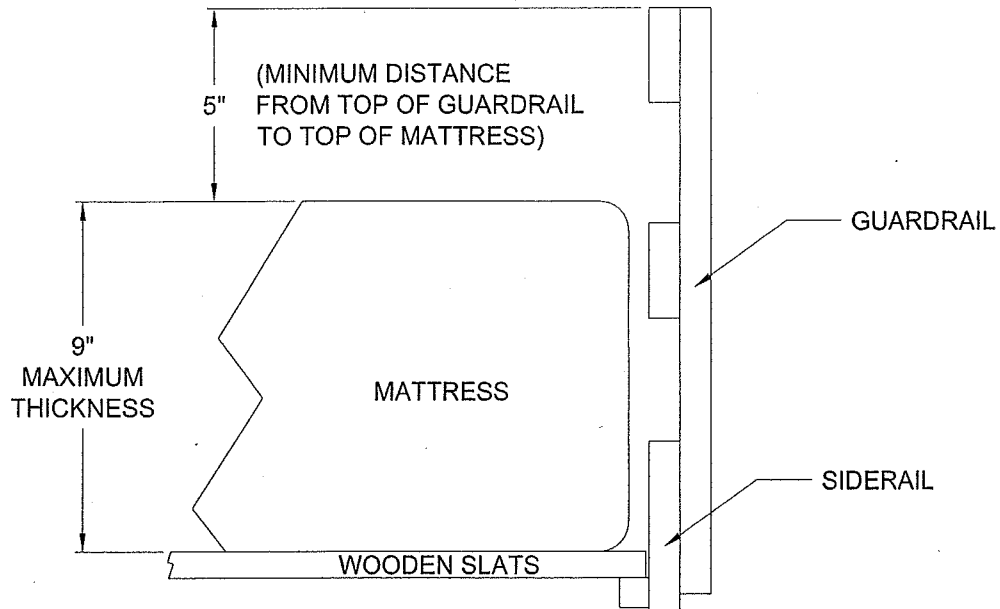 5"
(MINIMUM DISTANCE
FROM TOP OF GUARDRAIL
TO TOP OF MATTRESS)
GUARDRAIL
9"
MAXIMUM
THICKNESS
MATTRESS
SIDERAIL
WOODEN SLATS